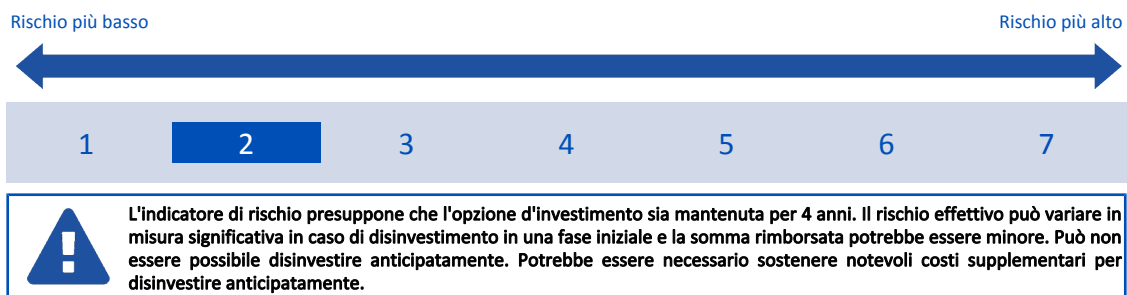 Rischio più basso Rischio più alto
1 2 3 4 5 6 7
L'indicatore di rischio presuppone che l'opzione d'investimento sia mantenuta per 4 anni. Il rischio effettivo può variare in
misura significativa in caso di disinvestimento in una fase iniziale e la somma rimborsata potrebbe essere minore. Può non
essere possibile disinvestire anticipatamente. Potrebbe essere necessario sostenere notevoli costi supplementari per
disinvestire anticipatamente.